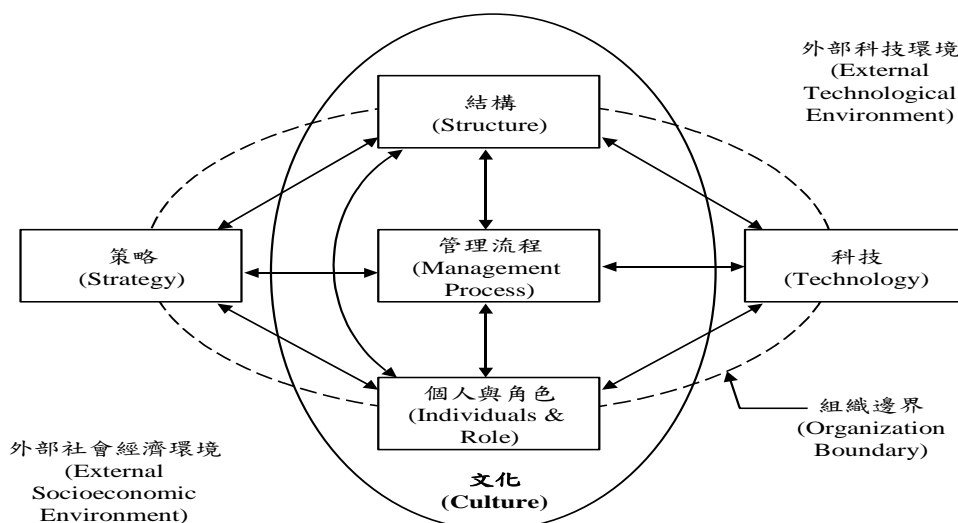 外部科技環境
(External
Technological
Environment)
結構
(Structure)
策略
(Strategy)
管理流程
(Management
Process)
科技
(Technology)
個人與角色
(Individuals &
Role)
組織邊界
(Organization
Boundary)
外部社會經濟環境
(External
Socioeconomic
Environment)
文化
(Culture)